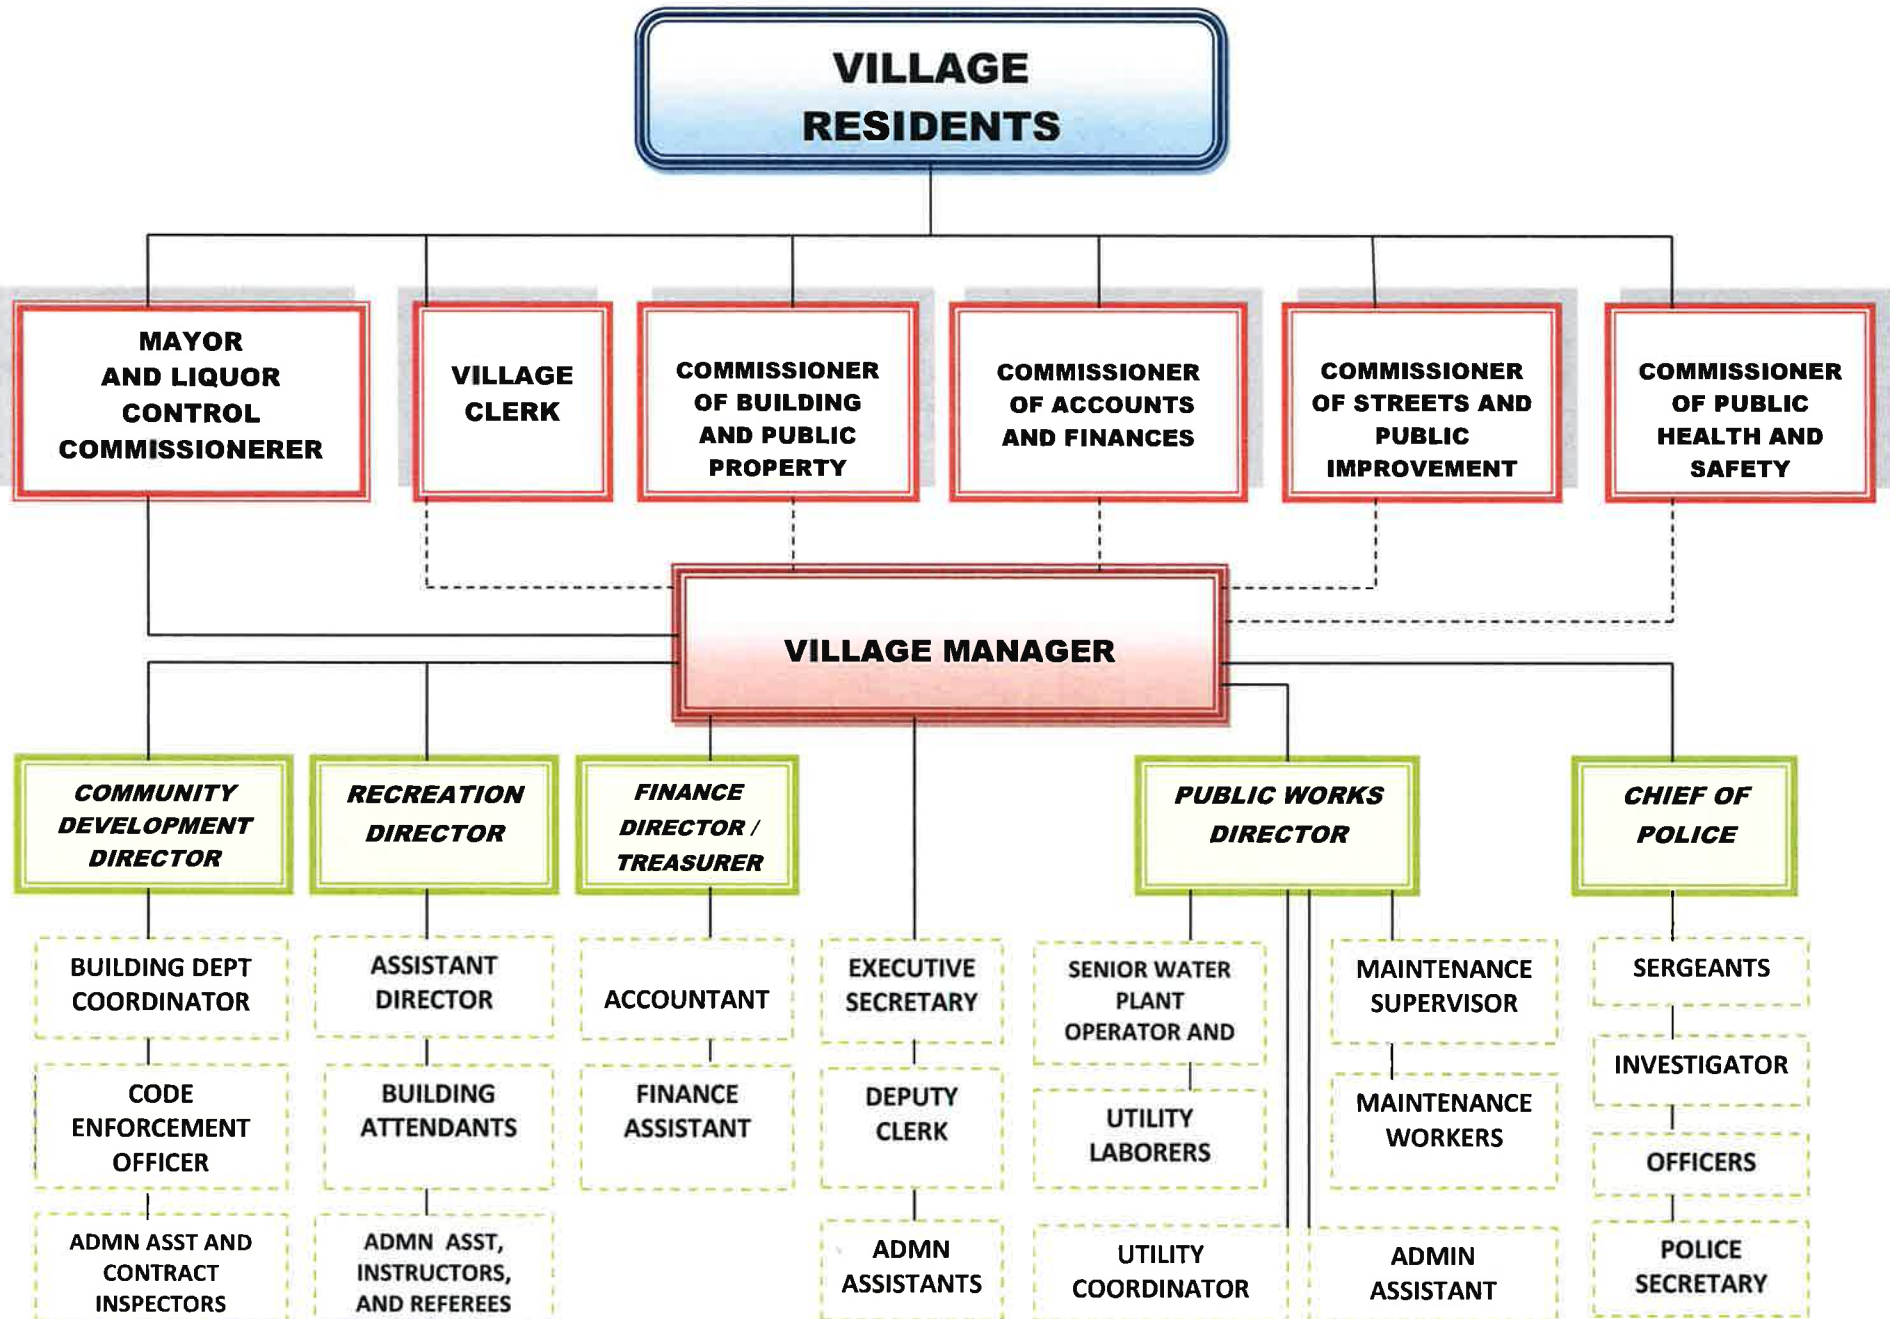 VILLAGE
RESIDENTS
MAYOR
AND LIQUOR
CONTROL
COMMISSIONERER
VILLAGE
CLERK
COMMISSIONER
OF BUILDING
AND PUBLIC
PROPERTY
COMMISSIONER
OF ACCOUNTS
AND FINANCES
COMMISSIONER
OF STREETS AND
PUBLIC
IMPROVEMENT
COMMISSIONER
OF PUBLIC
HEALTH AND
SAFETY
VILLAGE MANAGER
COMMUNITY
DEVELOPMENT
DIRECTOR
RECREATION
DIRECTOR
FINANCE
DIRECTOR /
TREASURER
PUBLIC WORKS
DIRECTOR
CHIEF OF
POLICE
BUILDING DEPT
COORDINATOR
ASSISTANT
DIRECTOR
ACCOUNTANT
EXECUTIVE
SECRETARY
SENIOR WATER
PLANT
OPERATOR AND
MAINTENANCE
SUPERVISOR
SERGEANTS
CODE
ENFORCEMENT
OFFICER
BUILDING
ATTENDANTS
FINANCE
ASSISTANT
DEPUTY
CLERK
UTILITY
LABORERS
MAINTENANCE
WORKERS
INVESTIGATOR
OFFICERS
ADMN ASST AND
CONTRACT
INSPECTORS
ADMN ASST,
INSTRUCTORS,
AND REFEREES
ADMN
ASSISTANTS
UTILITY
COORDINATOR
ADMIN
ASSISTANT
POLICE
SECRETARY